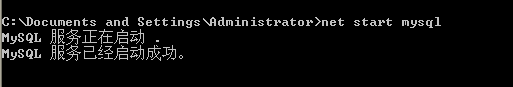 C:\Documents and Settings\Administrator>net start mysql
MySQL 服务正在启动 .
MySQL 服务已经启动成功。